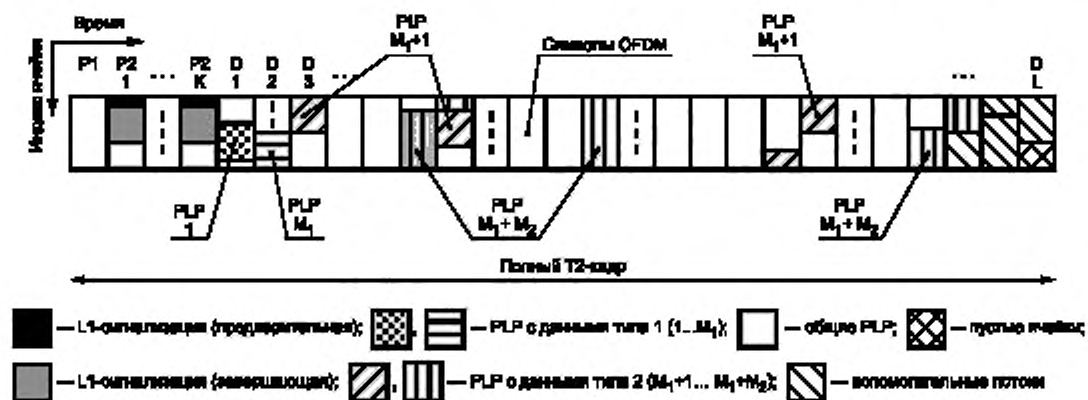 Время
Индекс ячейки
P1 P2 1 ... P2 K D 1 D 2 D 3 ... ... D L
PLP M₁+1
Символы OFDM
PLP M₁+1
PLP 1
PLP M₁
PLP M₁+ M₂
PLP M₁+ M₂
Полный T2-кадр
— L1-сигнализация (предварительная); , — PLP с данными типа 1 (1...M₁); — общие PLP; — пустые ячейки;
— L1-сигнализация (завершающая); , — PLP с данными типа 2 (M₁+1... M₁+M₂); — вспомогательные потоки